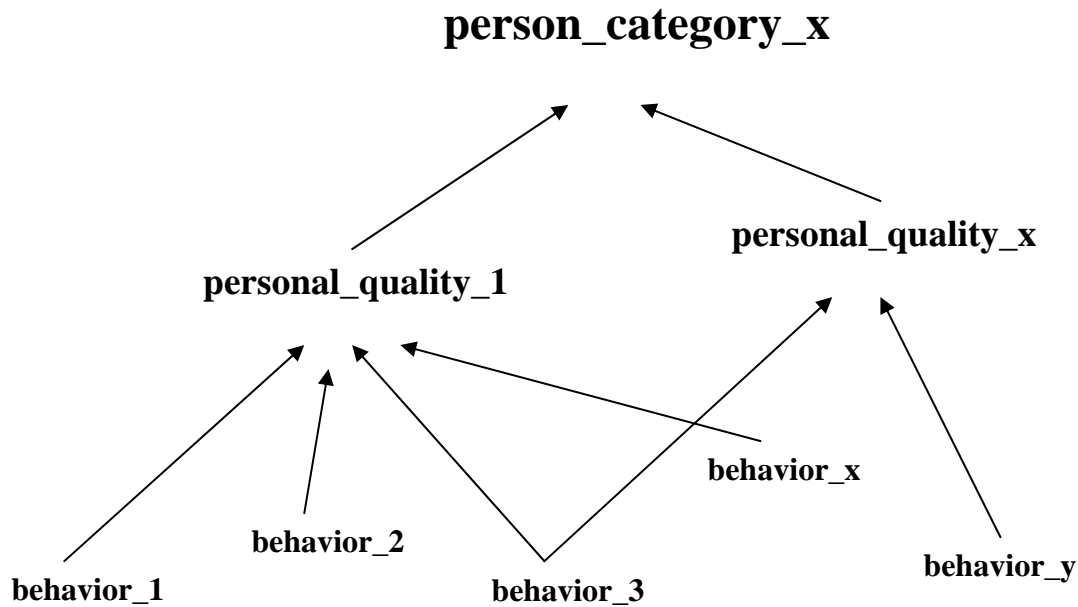 person_category_x
personal_quality_x
personal_quality_1
behavior_x
behavior_2
behavior_y
behavior_1
behavior_3